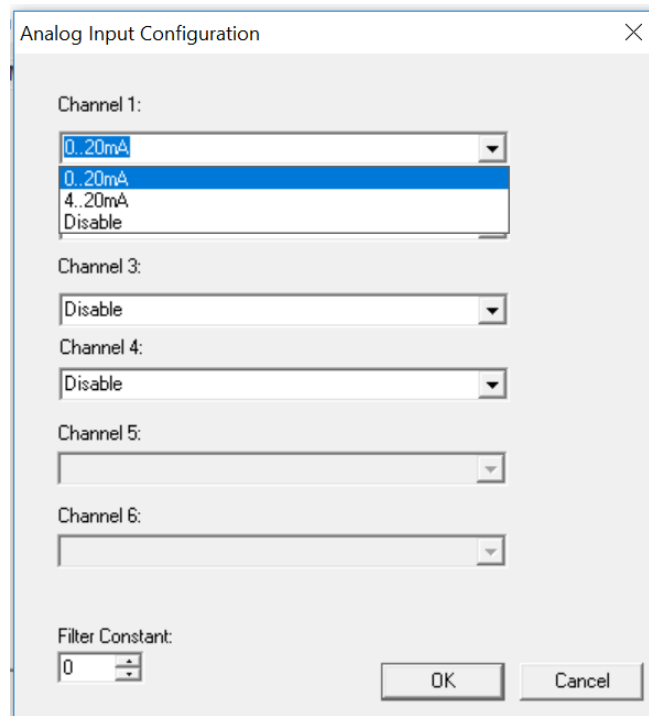 Analog Input Configuration
Channel 1:
0..20mA
0..20mA
4..20mA
Disable
Channel 3:
Disable
Channel 4:
Disable
Channel 5:
Channel 6:
Filter Constant:
0
OK Cancel